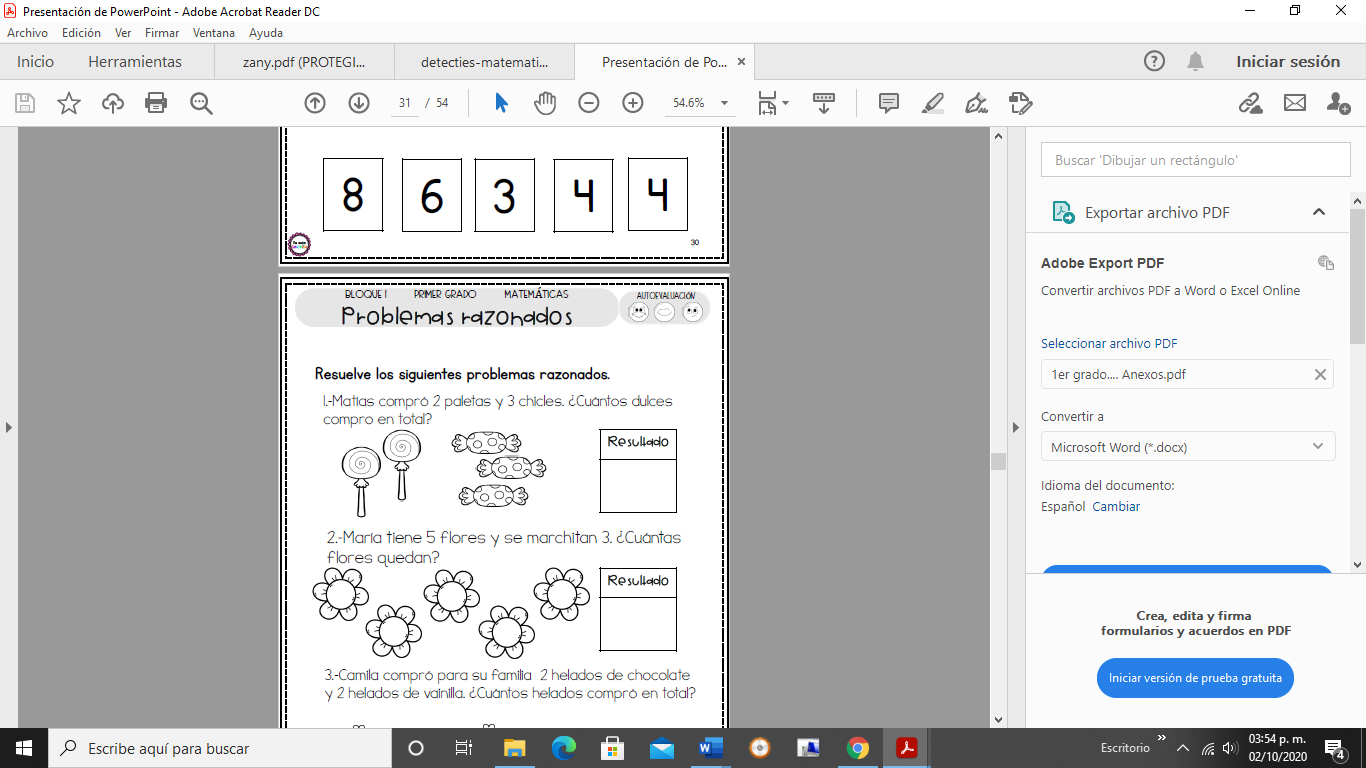 Presentación de PowerPoint - Adobe Acrobat Reader DC
Archivo Edición Ver Firmar Ventana Ayuda
Inicio Herramientas zany.pdf (PROTEGI... detecties-matemati... Presentación de Po... Iniciar sesión
31 / 54 54.6%
8 6 3 4 4
30
BLOQUE 1 PRIMER GRADO MATEMÁTICAS AUTOEVALUACIÓN
Problemas razonados
Resuelve los siguientes problemas razonados.
1.-Matías compró 2 paletas y 3 chicles. ¿Cuántos dulces
compro en total?
Resultado
2.-María tiene 5 flores y se marchitan 3. ¿Cuántas
flores quedan?
Resultado
3.-Camila compró para su familia 2 helados de chocolate
y 2 helados de vainilla. ¿Cuántos helados compró en total?
Buscar 'Dibujar un rectángulo'
Exportar archivo PDF
Adobe Export PDF
Convertir archivos PDF a Word o Excel Online
Seleccionar archivo PDF
1er grado.... Anexos.pdf
Convertir a
Microsoft Word (*.docx)
Idioma del documento:
Español Cambiar
Crea, edita y firma
formularios y acuerdos en PDF
Iniciar versión de prueba gratuita
Escribe aquí para buscar
Escritorio
03:54 p. m.
02/10/2020
4